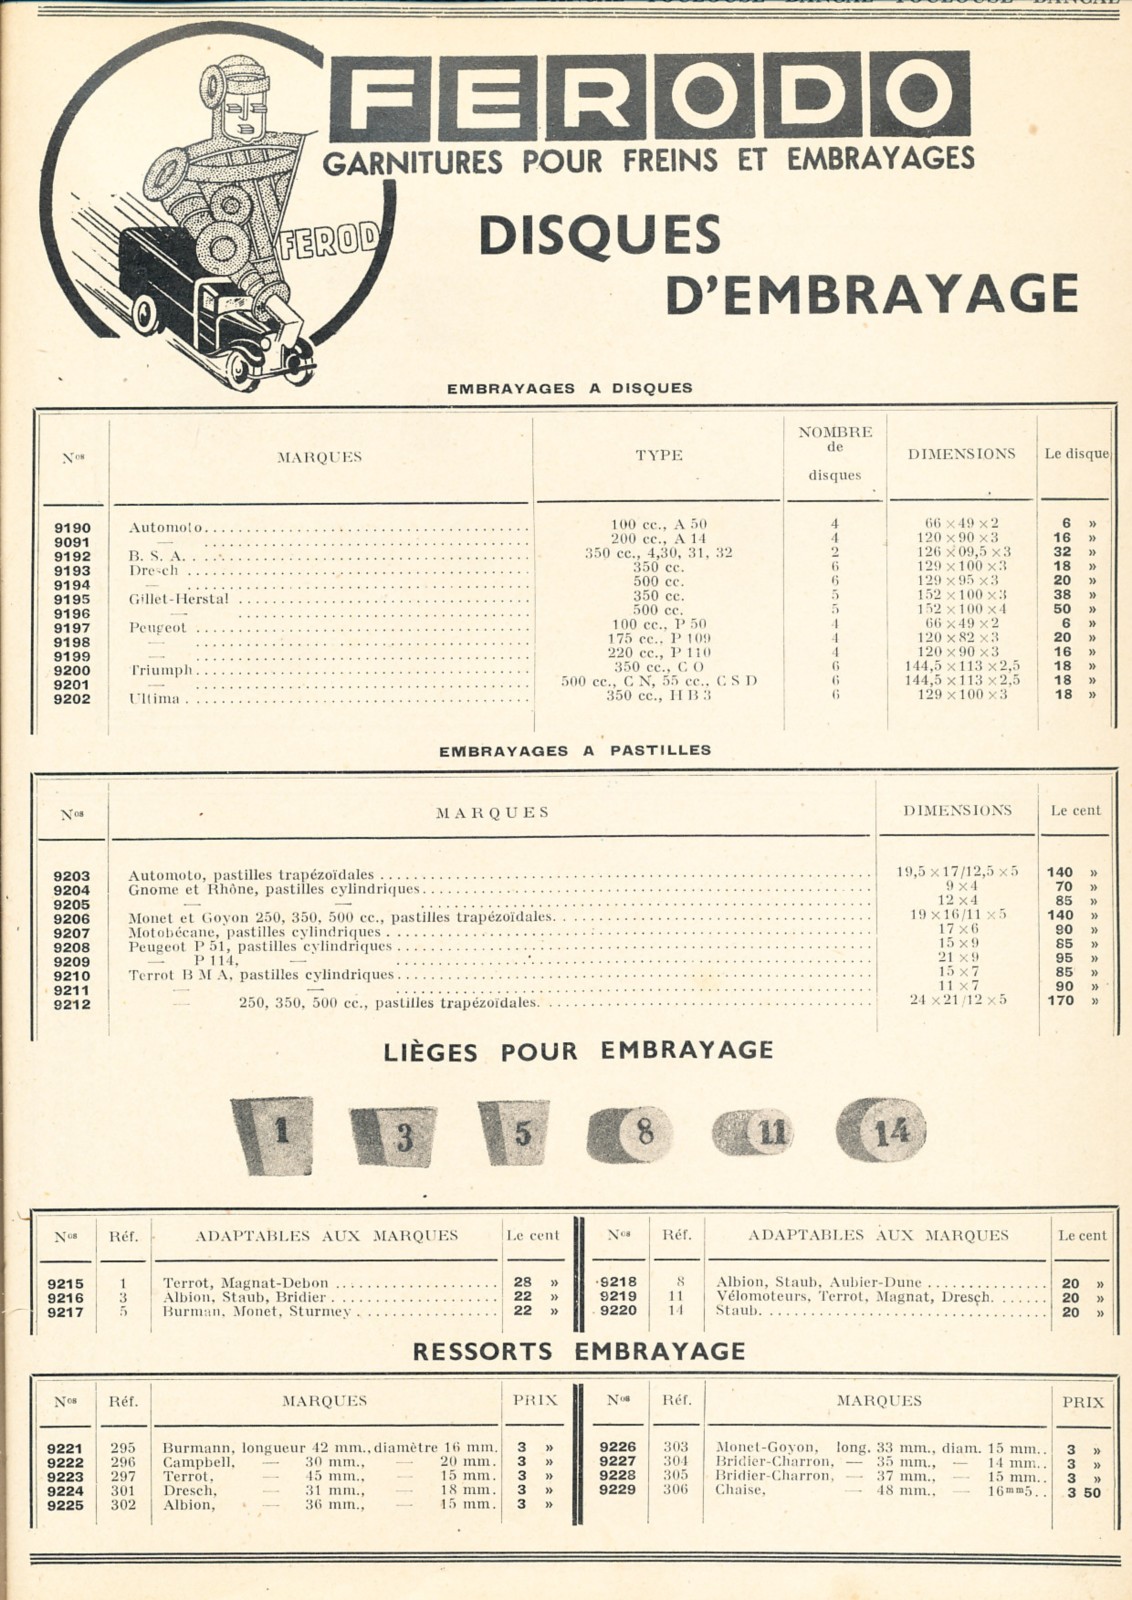 FERODO
GARNITURES POUR FREINS ET EMBRAYAGES
FEROD
DISQUES
D'EMBRAYAGE
EMBRAYAGES A DISQUES
Nos MARQUES TYPE NOMBRE de disques DIMENSIONS Le disque
9190 Automoto 100 cc., A 50 4 66 × 49 × 2 6 »
9091 — 200 cc., A 14 4 120 × 90 × 3 16 »
9192 B. S. A. 350 cc., 4,30, 31, 32 2 126 × 09,5 × 3 32 »
9193 Dresch 350 cc. 6 129 × 100 × 3 18 »
9194 — 500 cc. 6 129 × 95 × 3 20 »
9195 Gillet-Herstal 350 cc. 5 152 × 100 × 3 38 »
9196 — 500 cc. 5 152 × 100 × 4 50 »
9197 Peugeot 100 cc., P 50 4 66 × 49 × 2 6 »
9198 — 175 cc., P 109 4 120 × 82 × 3 20 »
9199 — 220 cc., P 110 4 120 × 90 × 3 16 »
9200 Triumph 350 cc., C O 6 144,5 × 113 × 2,5 18 »
9201 — 500 cc., C N, 55 cc., C S D 6 144,5 × 113 × 2,5 18 »
9202 Ultima 350 cc., H B 3 6 129 × 100 × 3 18 »
EMBRAYAGES A PASTILLES
Nos MARQUES DIMENSIONS Le cent
9203 Automoto, pastilles trapézoïdales 19,5 × 17/12,5 × 5 140 »
9204 Gnome et Rhône, pastilles cylindriques 9 × 4 70 »
9205 — — 12 × 4 85 »
9206 Monet et Goyon 250, 350, 500 cc., pastilles trapézoïdales 19 × 16/11 × 5 140 »
9207 Motobécane, pastilles cylindriques 17 × 6 90 »
9208 Peugeot P 51, pastilles cylindriques 15 × 9 85 »
9209 — P 114, — 21 × 9 95 »
9210 Terrot B M A, pastilles cylindriques 15 × 7 85 »
9211 — — 11 × 7 90 »
9212 — 250, 350, 500 cc., pastilles trapézoïdales 24 × 21/12 × 5 170 »
LIÈGES POUR EMBRAYAGE
1 3 5 8 11 14
Nos Réf. ADAPTABLES AUX MARQUES Le cent Nos Réf. ADAPTABLES AUX MARQUES Le cent
9215 1 Terrot, Magnat-Debon 28 » 9218 8 Albion, Staub, Aubier-Dune 20 »
9216 3 Albion, Staub, Bridier 22 » 9219 11 Vélomoteurs, Terrot, Magnat, Dresch. 20 »
9217 5 Burman, Monet, Sturmey 22 » 9220 14 Staub. 20 »
RESSORTS EMBRAYAGE
Nos Réf. MARQUES PRIX Nos Réf. MARQUES PRIX
9221 295 Burmann, longueur 42 mm., diamètre 16 mm. 3 » 9226 303 Monet-Goyon, long. 33 mm., diam. 15 mm.. 3 »
9222 296 Campbell, — 30 mm., — 20 mm. 3 » 9227 304 Bridier-Charron, — 35 mm., — 14 mm.. 3 »
9223 297 Terrot, — 45 mm., — 15 mm. 3 » 9228 305 Bridier-Charron, — 37 mm., — 15 mm.. 3 »
9224 301 Dresch, — 31 mm., — 18 mm. 3 » 9229 306 Chaise, — 48 mm., — 16mm5.. 3 50
9225 302 Albion, — 36 mm., — 15 mm. 3 »